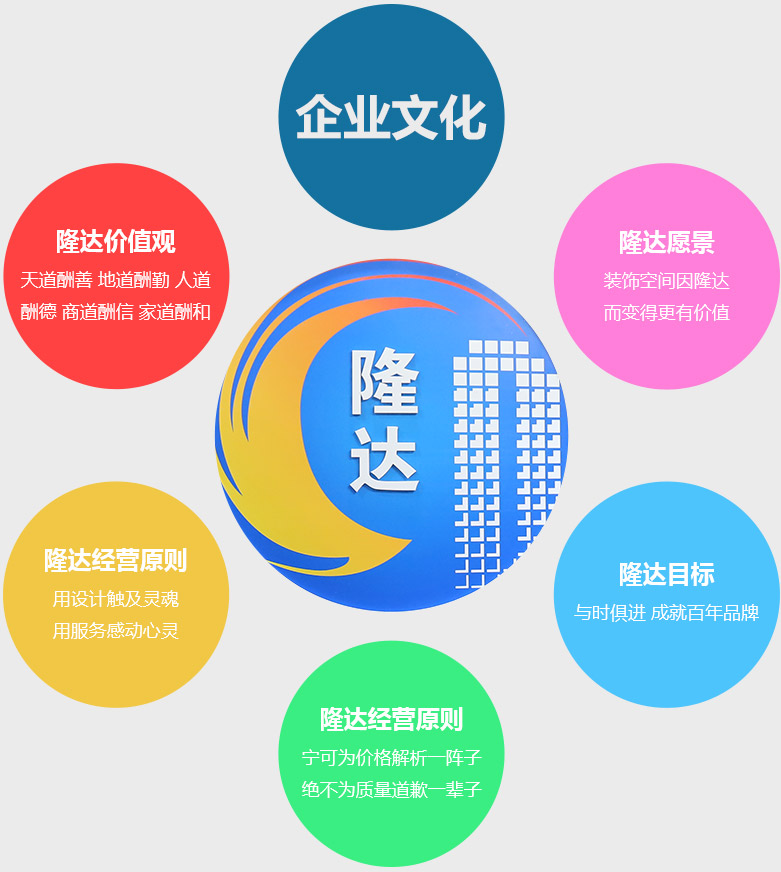 企业文化
隆达价值观
天道酬善 地道酬勤 人道
酬德 商道酬信 家道酬和
隆达愿景
装饰空间因隆达
而变得更有价值
隆
达
隆达经营原则
用设计触及灵魂
用服务感动心灵
隆达目标
与时俱进 成就百年品牌
隆达经营原则
宁可为价格解析一阵子
绝不为质量道歉一辈子